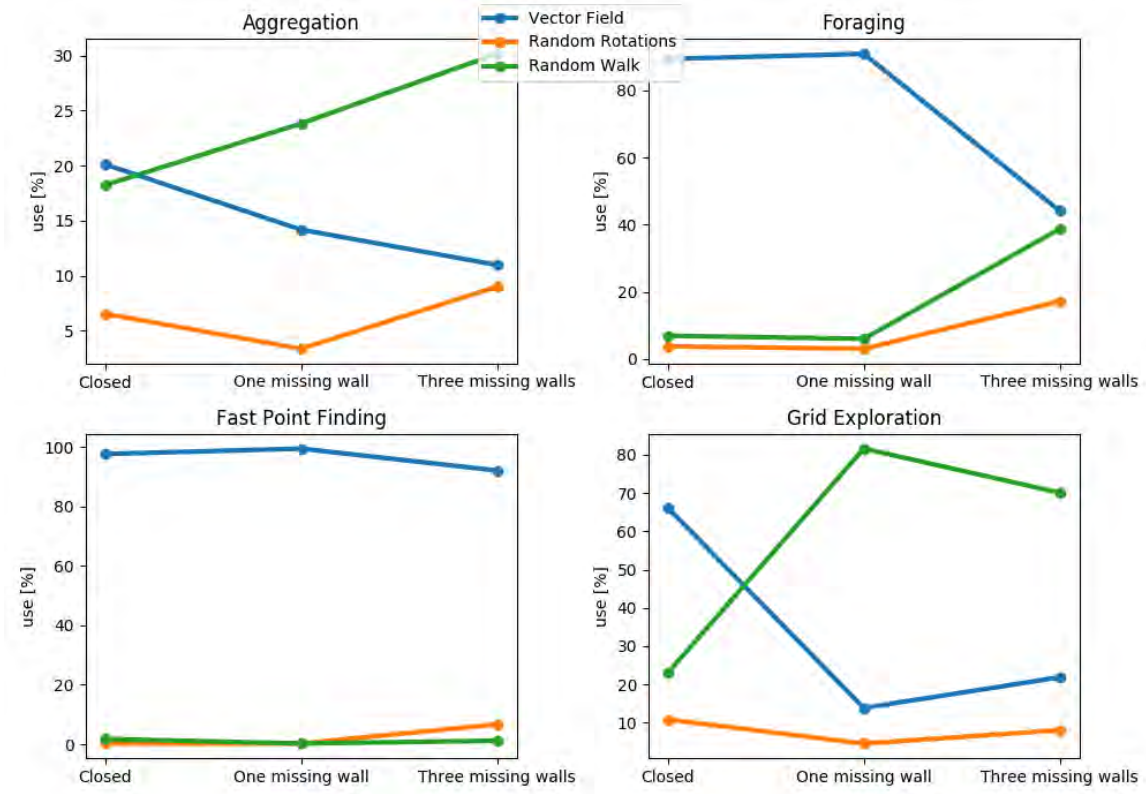 Aggregation
Vector Field
Random Rotations
Random Walk
Foraging
30
25
20
15
10
5
use [%]
Closed
One missing wall
Three missing walls
80
60
40
20
0
use [%]
Closed
One missing wall
Three missing walls
Fast Point Finding
100
80
60
40
20
0
use [%]
Closed
One missing wall
Three missing walls
Grid Exploration
80
70
60
50
40
30
20
10
use [%]
Closed
One missing wall
Three missing walls